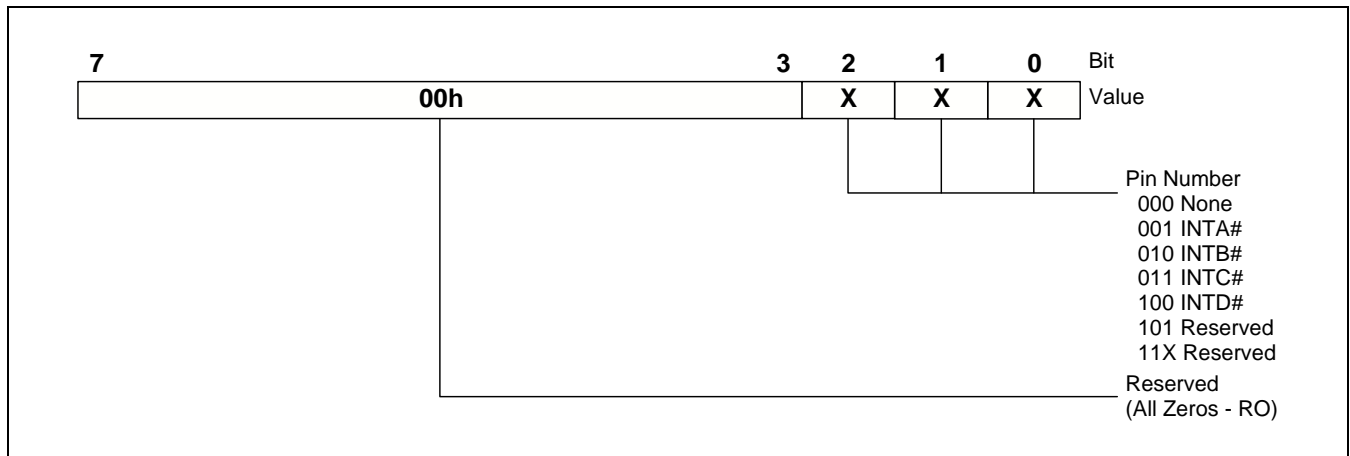 7 3 2 1 0 Bit
00h X X X Value
Pin Number
000 None
001 INTA#
010 INTB#
011 INTC#
100 INTD#
101 Reserved
11X Reserved
Reserved
(All Zeros - RO)